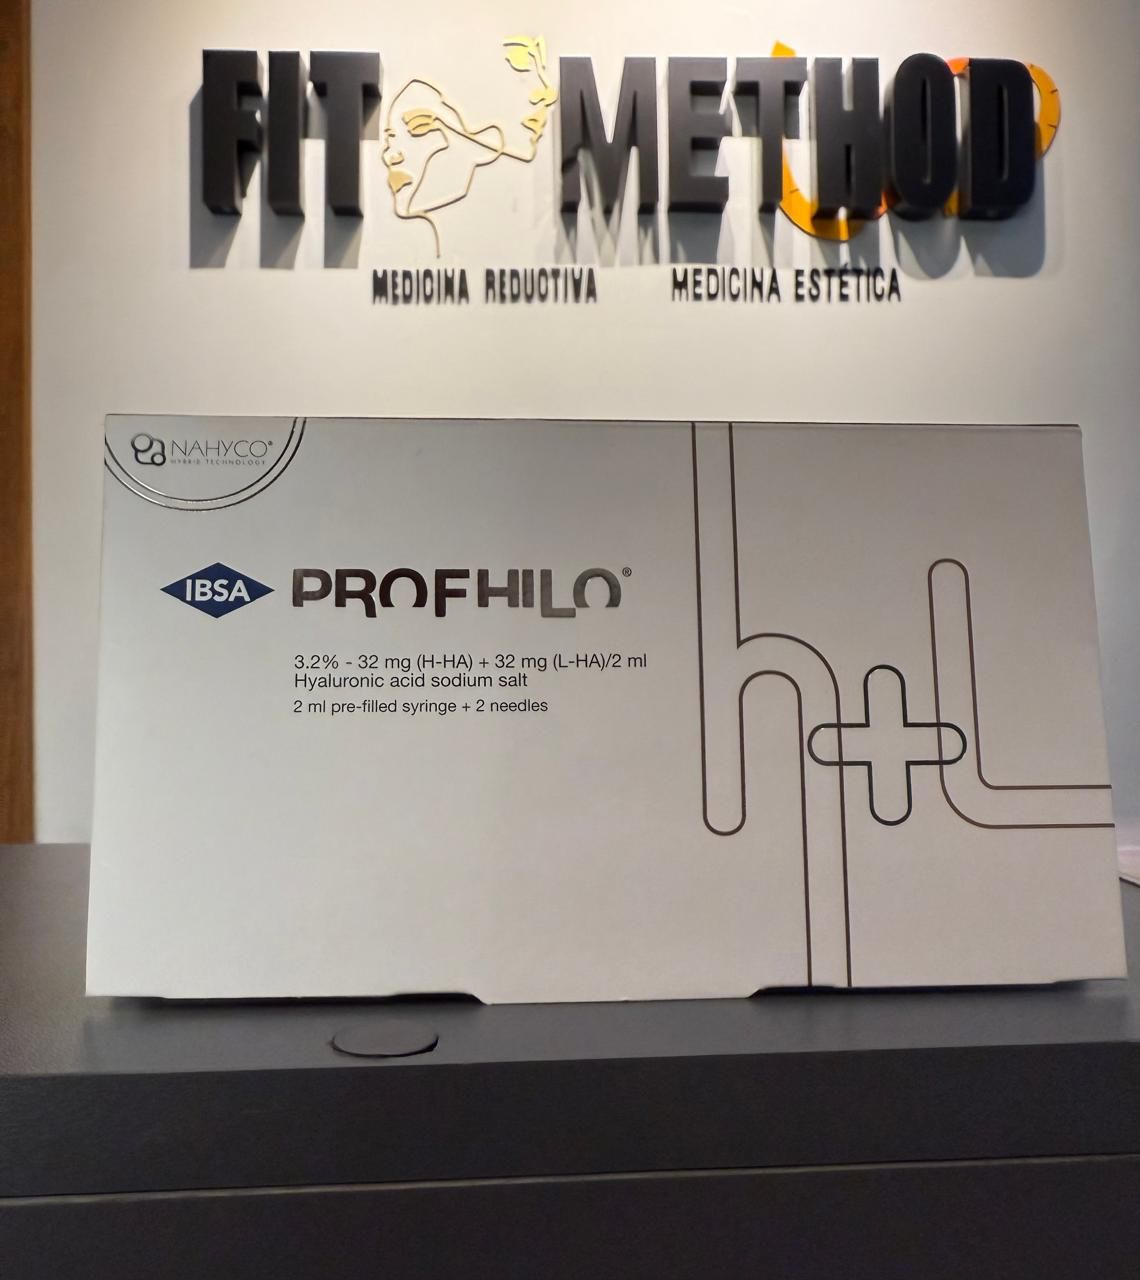 FIT METHOD
MEDICINA REDUCTIVA MEDICINA ESTÉTICA
NAHYCO®
HYBRID TECHNOLOGY
IBSA PROFHILO®
3.2% - 32 mg (H-HA) + 32 mg (L-HA)/2 ml
Hyaluronic acid sodium salt
2 ml pre-filled syringe + 2 needles
h+L